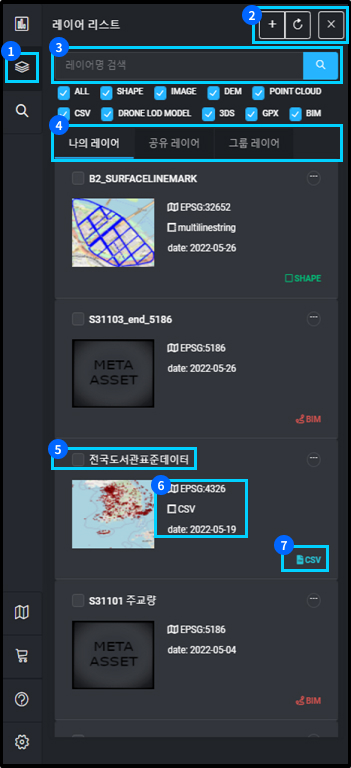 레이어 리스트
2
1
3
레이어명 검색
ALL SHAPE IMAGE DEM POINT CLOUD
CSV DRONE LOD MODEL 3DS GPX BIM
4
나의 레이어 공유 레이어 그룹 레이어
B2_SURFACELINEMARK
EPSG:32652
multilinestring
date: 2022-05-26
SHAPE
S31103_end_5186
META
ASSET
EPSG:5186
date: 2022-05-26
BIM
5
전국도서관표준데이터
6
EPSG:4326
CSV
date: 2022-05-19
7
CSV
S31101 주교량
META
ASSET
EPSG:5186
date: 2022-05-04
BIM